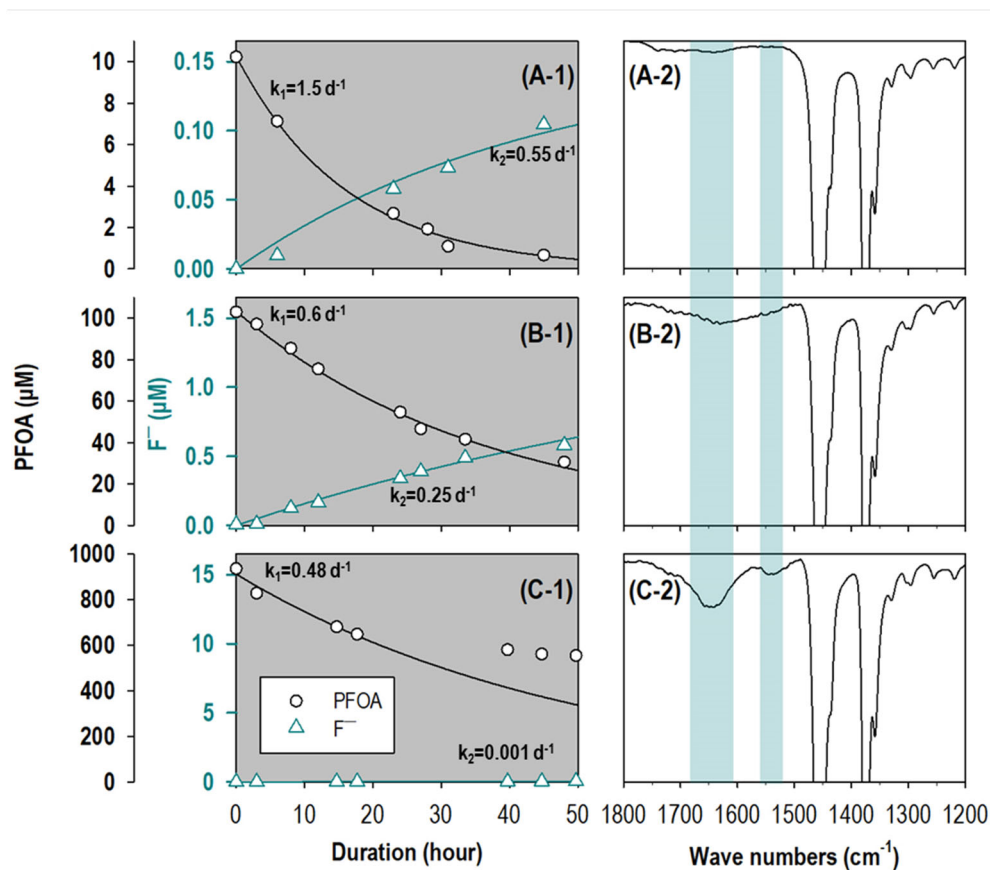 10
8
6
4
2
0
0.15
0.10
0.05
0.00
k₁=1.5 d⁻¹
(A-1)
k₂=0.55 d⁻¹
(A-2)
PFOA (µM)
100
80
60
40
20
0
F⁻ (µM)
1.5
1.0
0.5
0.0
k₁=0.6 d⁻¹
(B-1)
k₂=0.25 d⁻¹
(B-2)
1000
800
600
400
200
0
15
10
5
0
k₁=0.48 d⁻¹
(C-1)
PFOA
F⁻
k₂=0.001 d⁻¹
(C-2)
0 10 20 30 40 50
1800 1700 1600 1500 1400 1300 1200
Duration (hour)
Wave numbers (cm⁻¹)